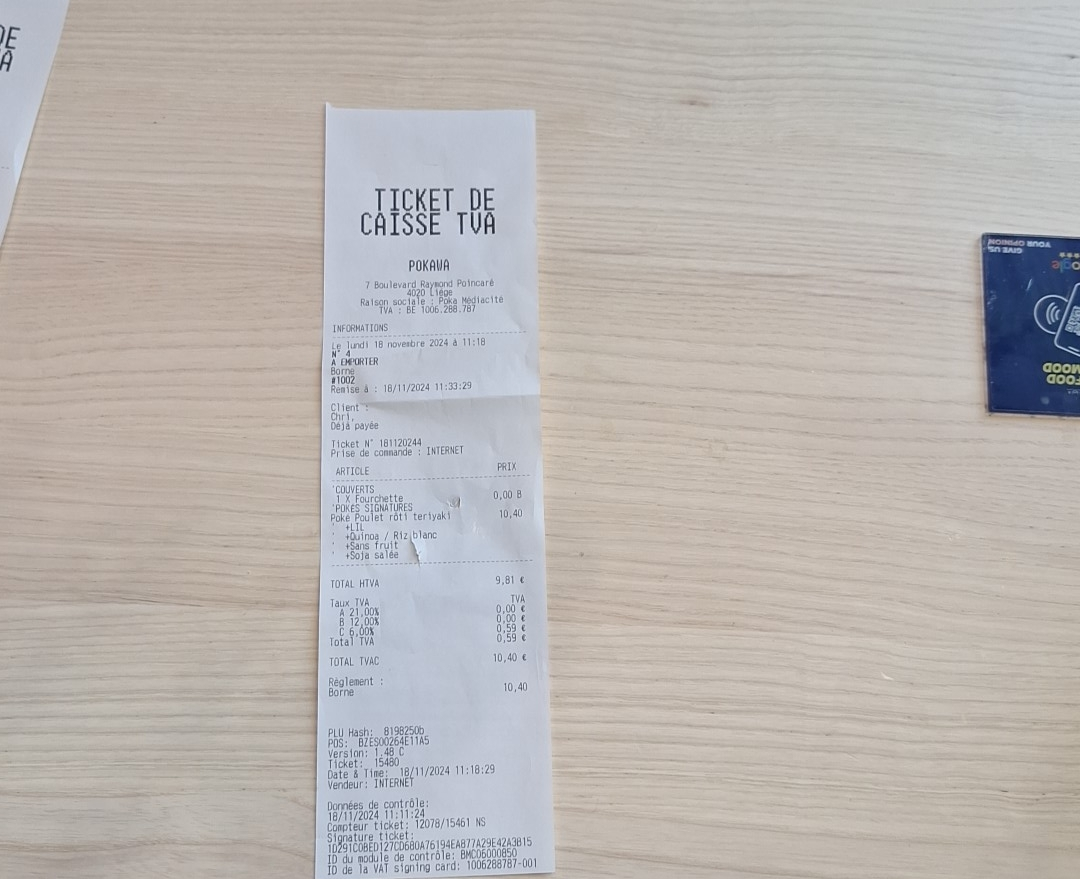 DE
A
TICKET DE
CAISSE TVA
POKAWA
7 Boulevard Raymond Poincaré
4020 Liège
Raison sociale : Poka Médiacité
TVA : BE 1006.288.787
INFORMATIONS
Le lundi 18 novembre 2024 à 11:18
N° 4
A EMPORTER
Borne
#1002
Remise à : 18/11/2024 11:33:29
Client :
Chri,
Déjà payée
Ticket N° 181120244
Prise de commande : INTERNET
ARTICLE PRIX
'COUVERTS
1 X Fourchette 0,00 B
'POKES SIGNATURES
Poké Poulet rôti teriyaki 10,40
' +LIL
' +Quinoa / Riz blanc
' +Sans fruit
' +Soja salée
TOTAL HTVA 9,81 €
Taux TVA TVA
A 21,00% 0,00 €
B 12,00% 0,00 €
C 6,00% 0,59 €
Total TVA 0,59 €
TOTAL TVAC 10,40 €
Règlement :
Borne 10,40
PLU Hash: 8198250b
POS: BZES00264E11A5
Version: 1.48 C
Ticket: 15480
Date & Time: 18/11/2024 11:18:29
Vendeur: INTERNET
Données de contrôle:
18/11/2024 11:11:24
Compteur ticket: 12078/15461 NS
Signature ticket:
1D291C0BED127CD680A76194EA877A29E42A3B15
ID du module de contrôle: BMC06000850
ID de la VAT signing card: 1006288787-001
GIVE US
YOUR OPINION
ogle
FOOD
MOOD